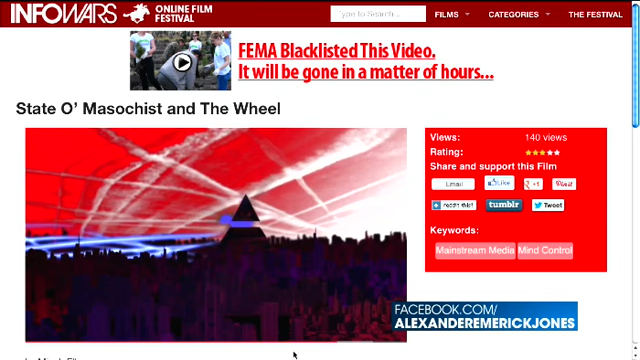 INFOWARS
ONLINE FILM
FESTIVAL
Type to Search...
FILMS
CATEGORIES
THE FESTIVAL
FEMA Blacklisted This Video.
It will be gone in a matter of hours...
State O' Masochist and The Wheel
Views: 140 views
Rating:
Share and support this Film
Email
Like
+1
Pinit
reddit this!
tumblr
Tweet
Keywords:
Mainstream Media
Mind Control
FACEBOOK.COM/
ALEXANDEREMERICKJONES